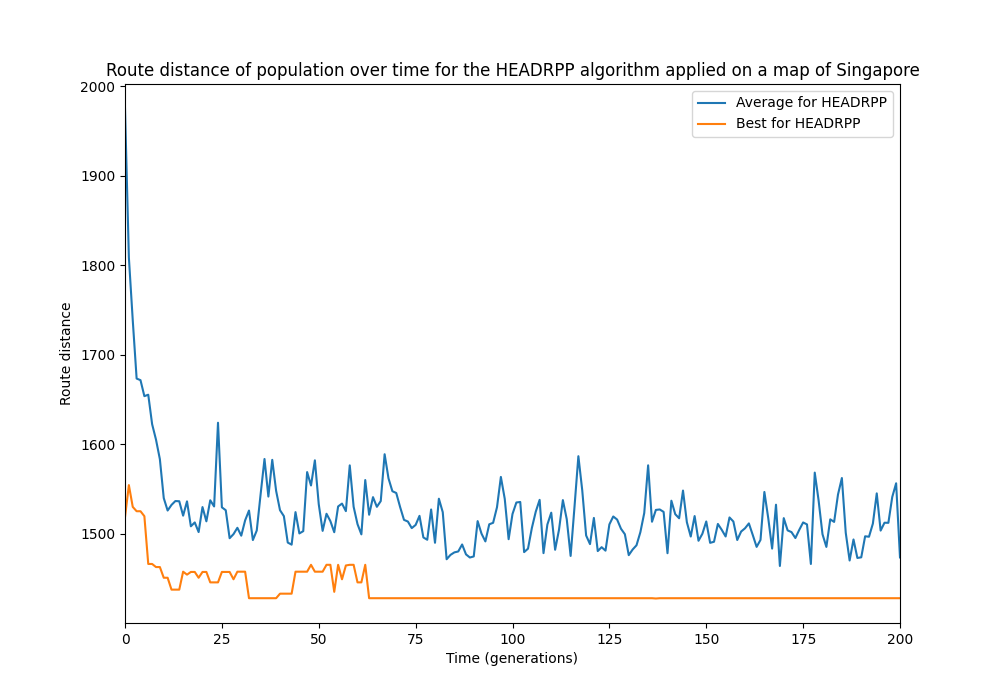 Route distance of population over time for the HEADRPP algorithm applied on a map of Singapore
Average for HEADRPP
Best for HEADRPP
Route distance
2000
1900
1800
1700
1600
1500
0 25 50 75 100 125 150 175 200
Time (generations)